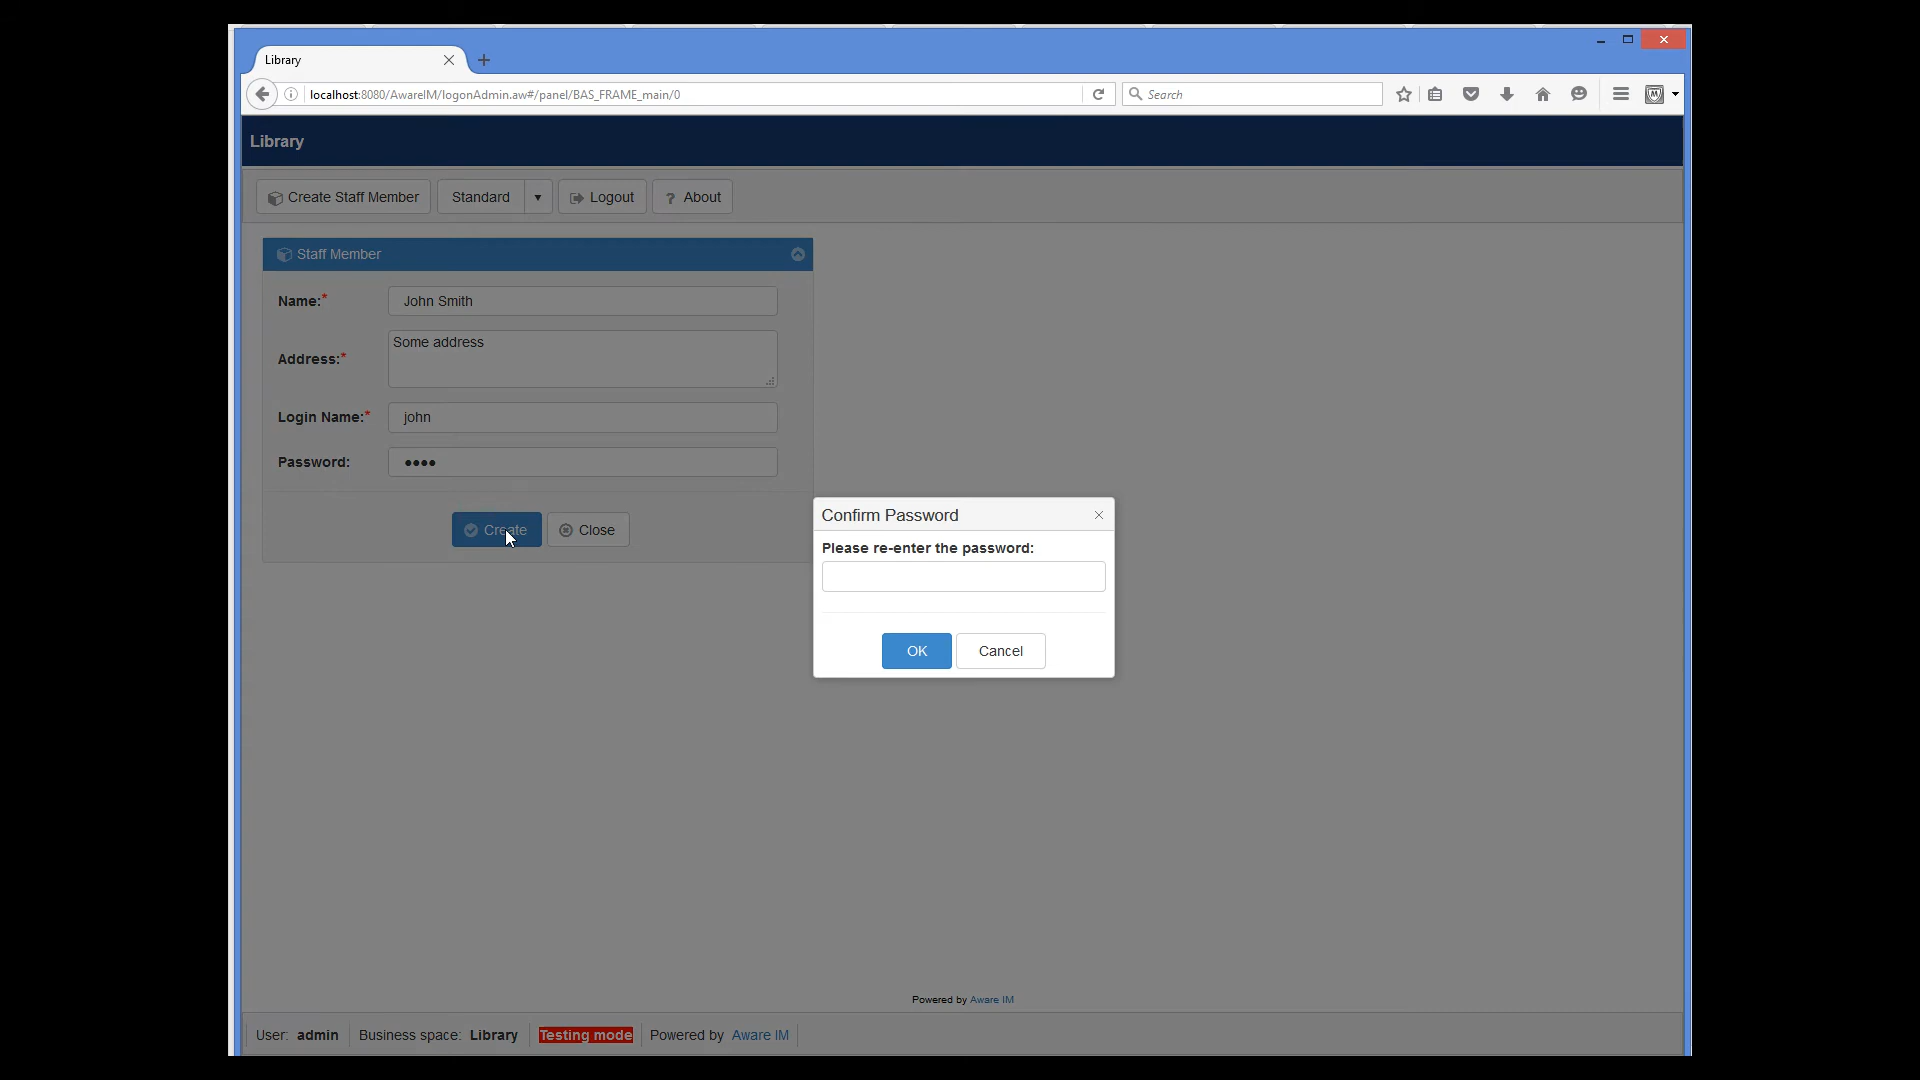 Library
localhost:8080/AwareIM/logonAdmin.aw#/panel/BAS_FRAME_main/0
Search
Library
Create Staff Member
Standard
Logout
? About
Staff Member
Name:*
John Smith
Address:*
Some address
Login Name:*
john
Password:
••••
Create
Close
Confirm Password
Please re-enter the password:
OK
Cancel
Powered by Aware IM
User: admin
Business space: Library
Testing mode
Powered by Aware IM